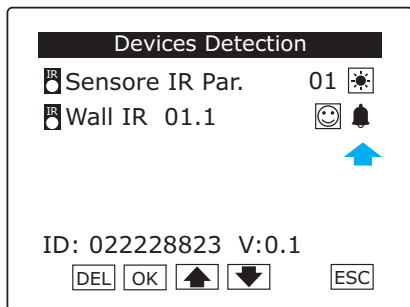 Devices Detection
IR Sensore IR Par. 01
IR Wall IR 01.1
ID: 022228823 V:0.1
DEL OK ESC